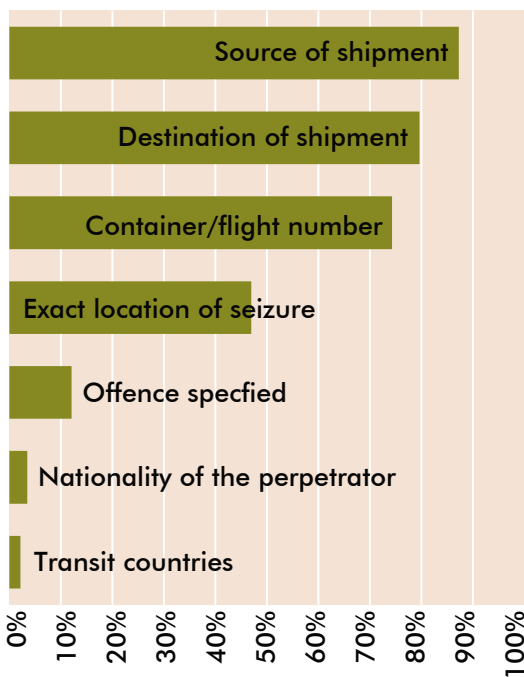 Source of shipment
Destination of shipment
Container/flight number
Exact location of seizure
Offence specfied
Nationality of the perpetrator
Transit countries
0%
10%
20%
30%
40%
50%
60%
70%
80%
90%
100%